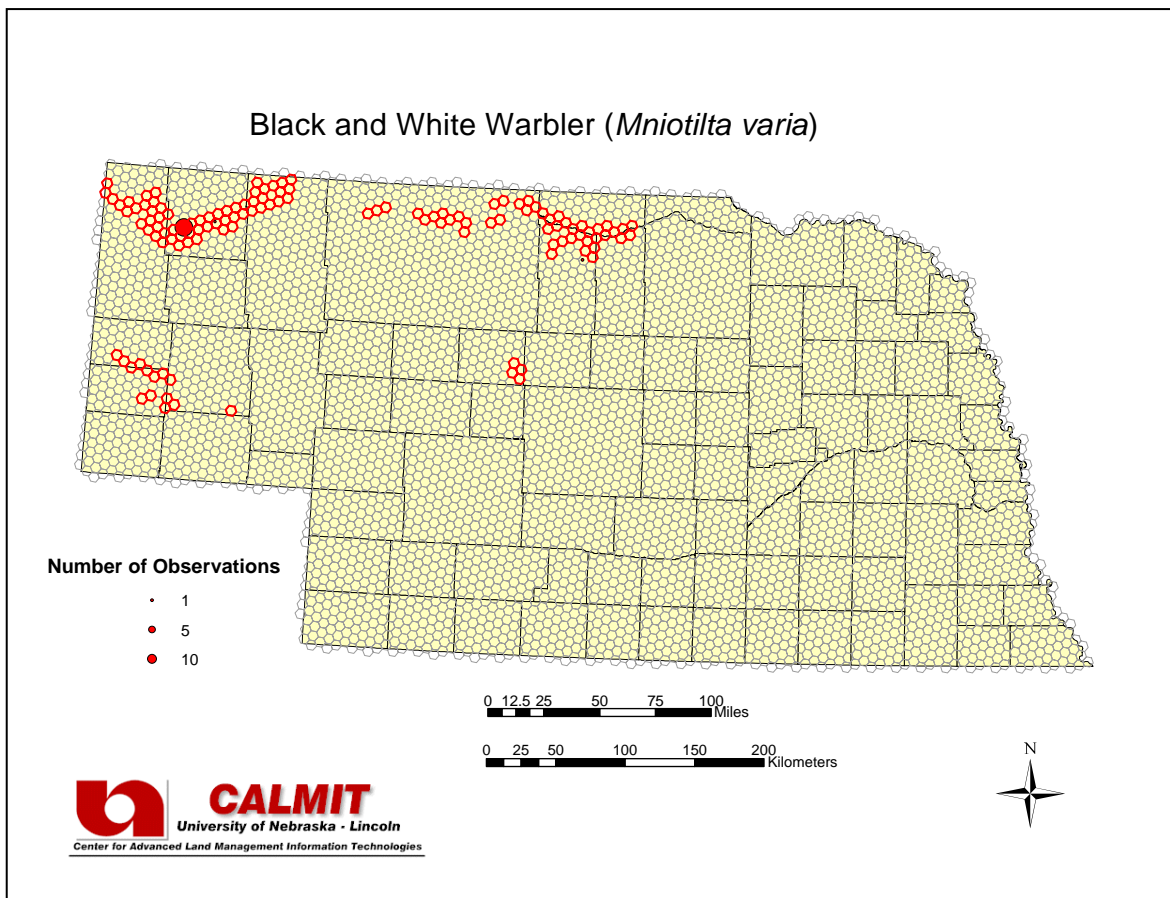 Black and White Warbler (Mniotilta varia)
Number of Observations
1
5
10
0 12.5 25 50 75 100
Miles
0 25 50 100 150 200
Kilometers
N
CALMIT
University of Nebraska - Lincoln
Center for Advanced Land Management Information Technologies